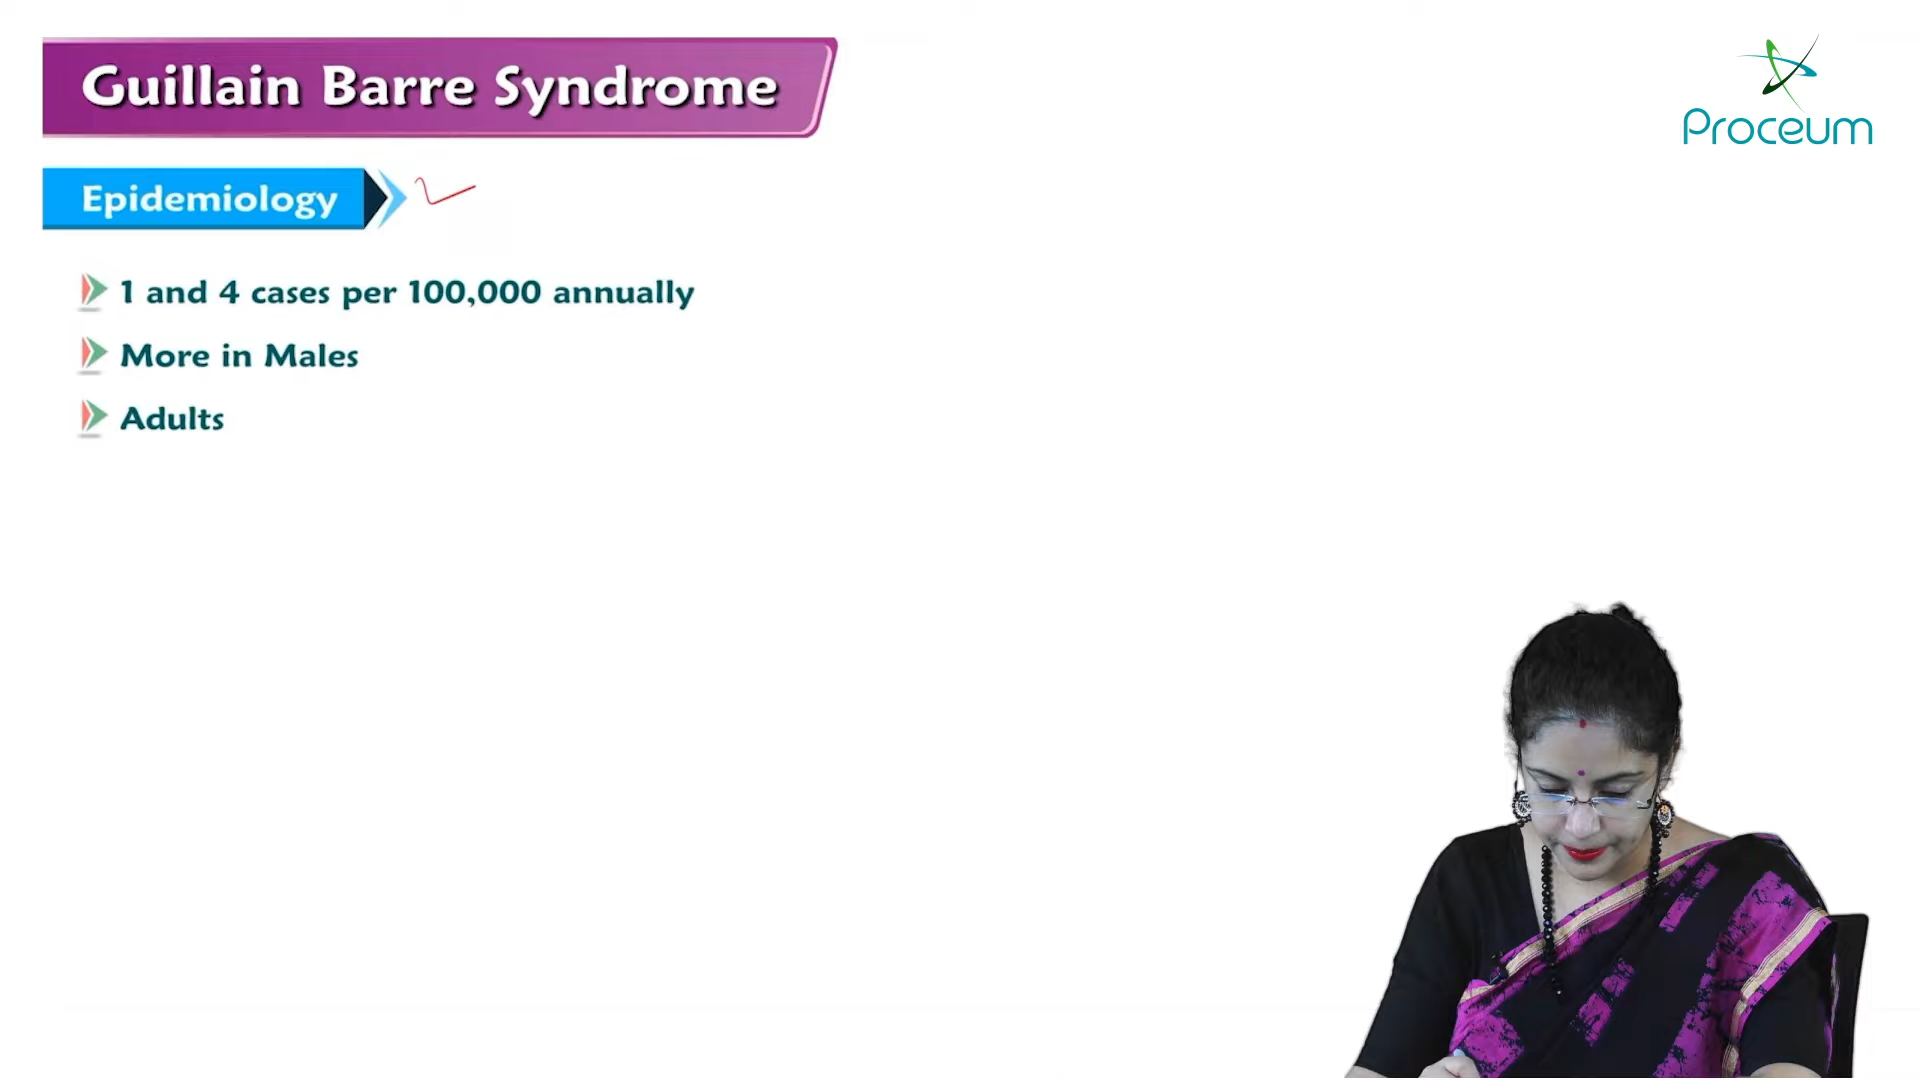 Guillain Barre Syndrome
Proceum
Epidemiology
1 and 4 cases per 100,000 annually
More in Males
Adults